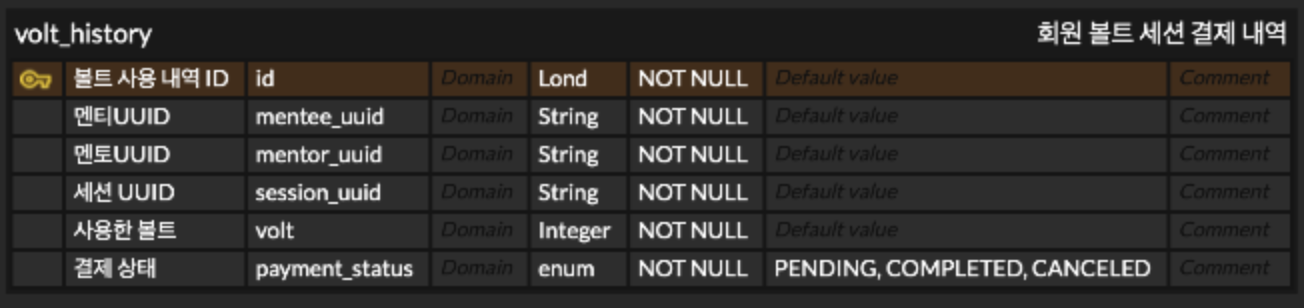 volt_history 회원 볼트 세션 결제 내역
볼트 사용 내역 ID id Domain Lond NOT NULL Default value Comment
멘티UUID mentee_uuid Domain String NOT NULL Default value Comment
멘토UUID mentor_uuid Domain String NOT NULL Default value Comment
세션 UUID session_uuid Domain String NOT NULL Default value Comment
사용한 볼트 volt Domain Integer NOT NULL Default value Comment
결제 상태 payment_status Domain enum NOT NULL PENDING, COMPLETED, CANCELED Comment